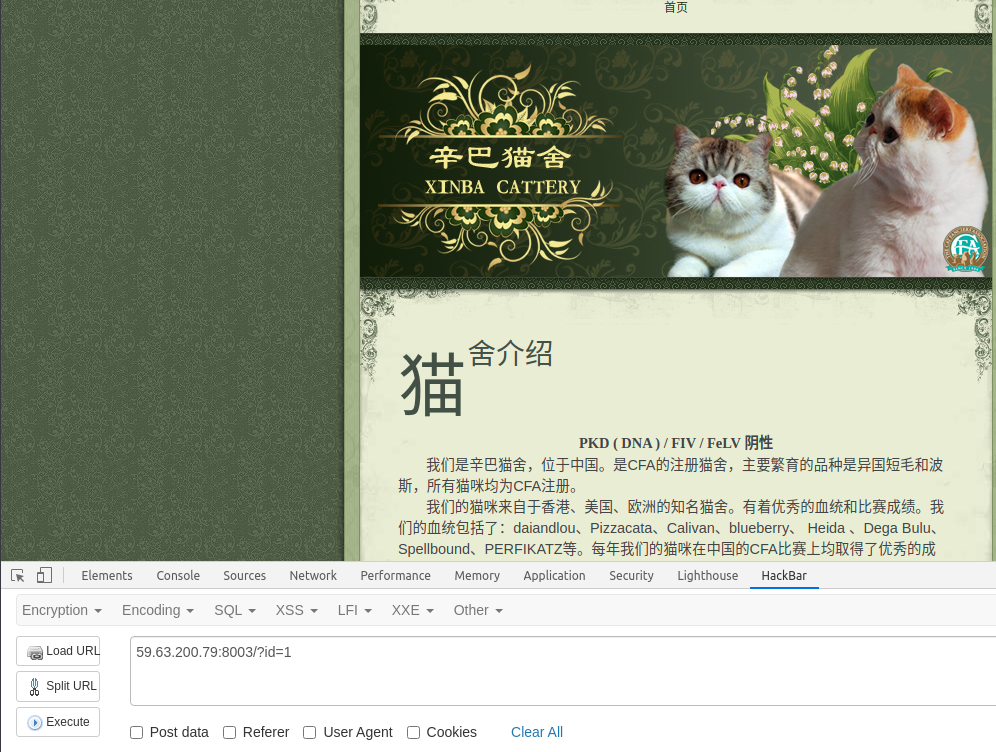 首页
辛巴猫舍
XINBA CATTERY
猫舍介绍
PKD ( DNA ) / FIV / FeLV 阴性
我们是辛巴猫舍，位于中国。是CFA的注册猫舍，主要繁育的品种是异国短毛和波
斯，所有猫咪均为CFA注册。
我们的猫咪来自于香港、美国、欧洲的知名猫舍。有着优秀的血统和比赛成绩。我
们的血统包括了：daiandlou、Pizzacata、Calivan、blueberry、 Heida 、Dega Bulu、
Spellbound、PERFIKATZ等。每年我们的猫咪在中国的CFA比赛上均取得了优秀的成
Elements Console Sources Network Performance Memory Application Security Lighthouse HackBar
Encryption Encoding SQL XSS LFI XXE Other
Load URL
59.63.200.79:8003/?id=1
Split URL
Execute
Post data Referer User Agent Cookies Clear All